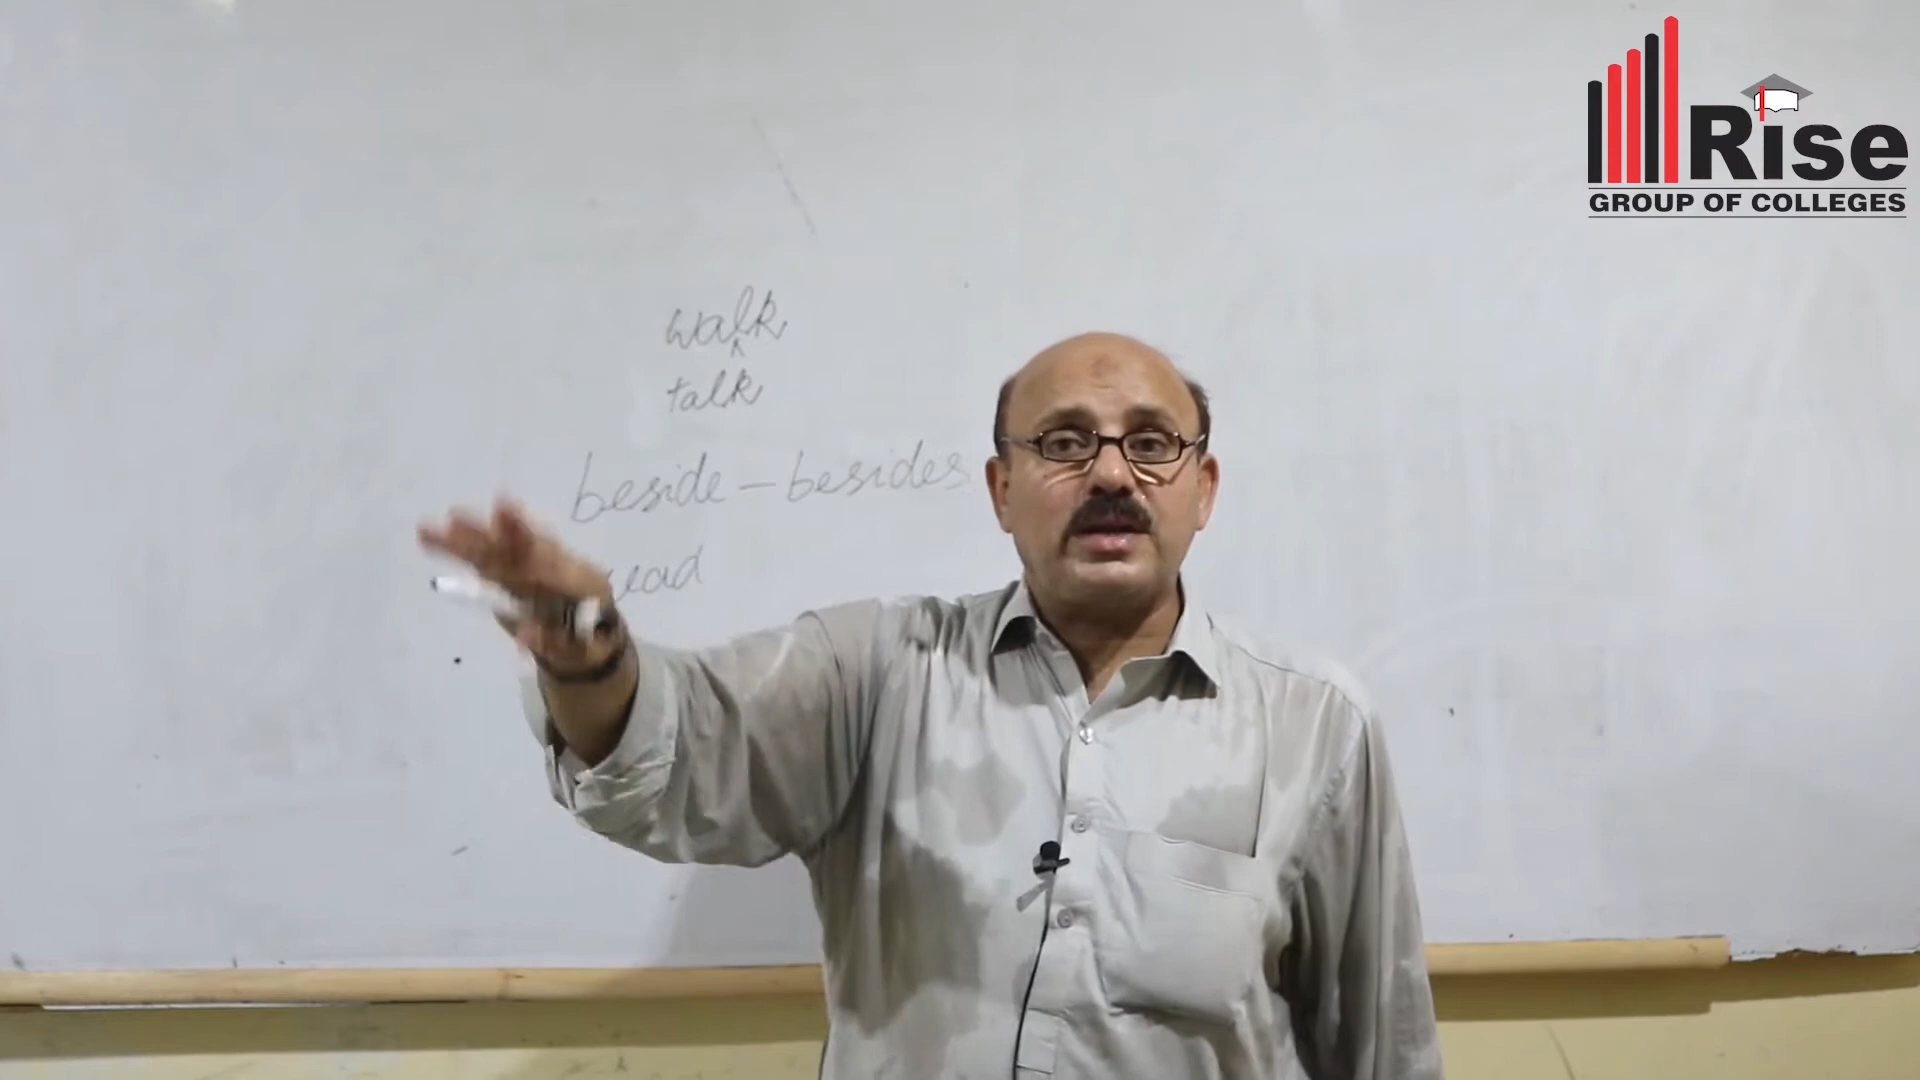 Rise
GROUP OF COLLEGES
walk
^
talk
beside – besides